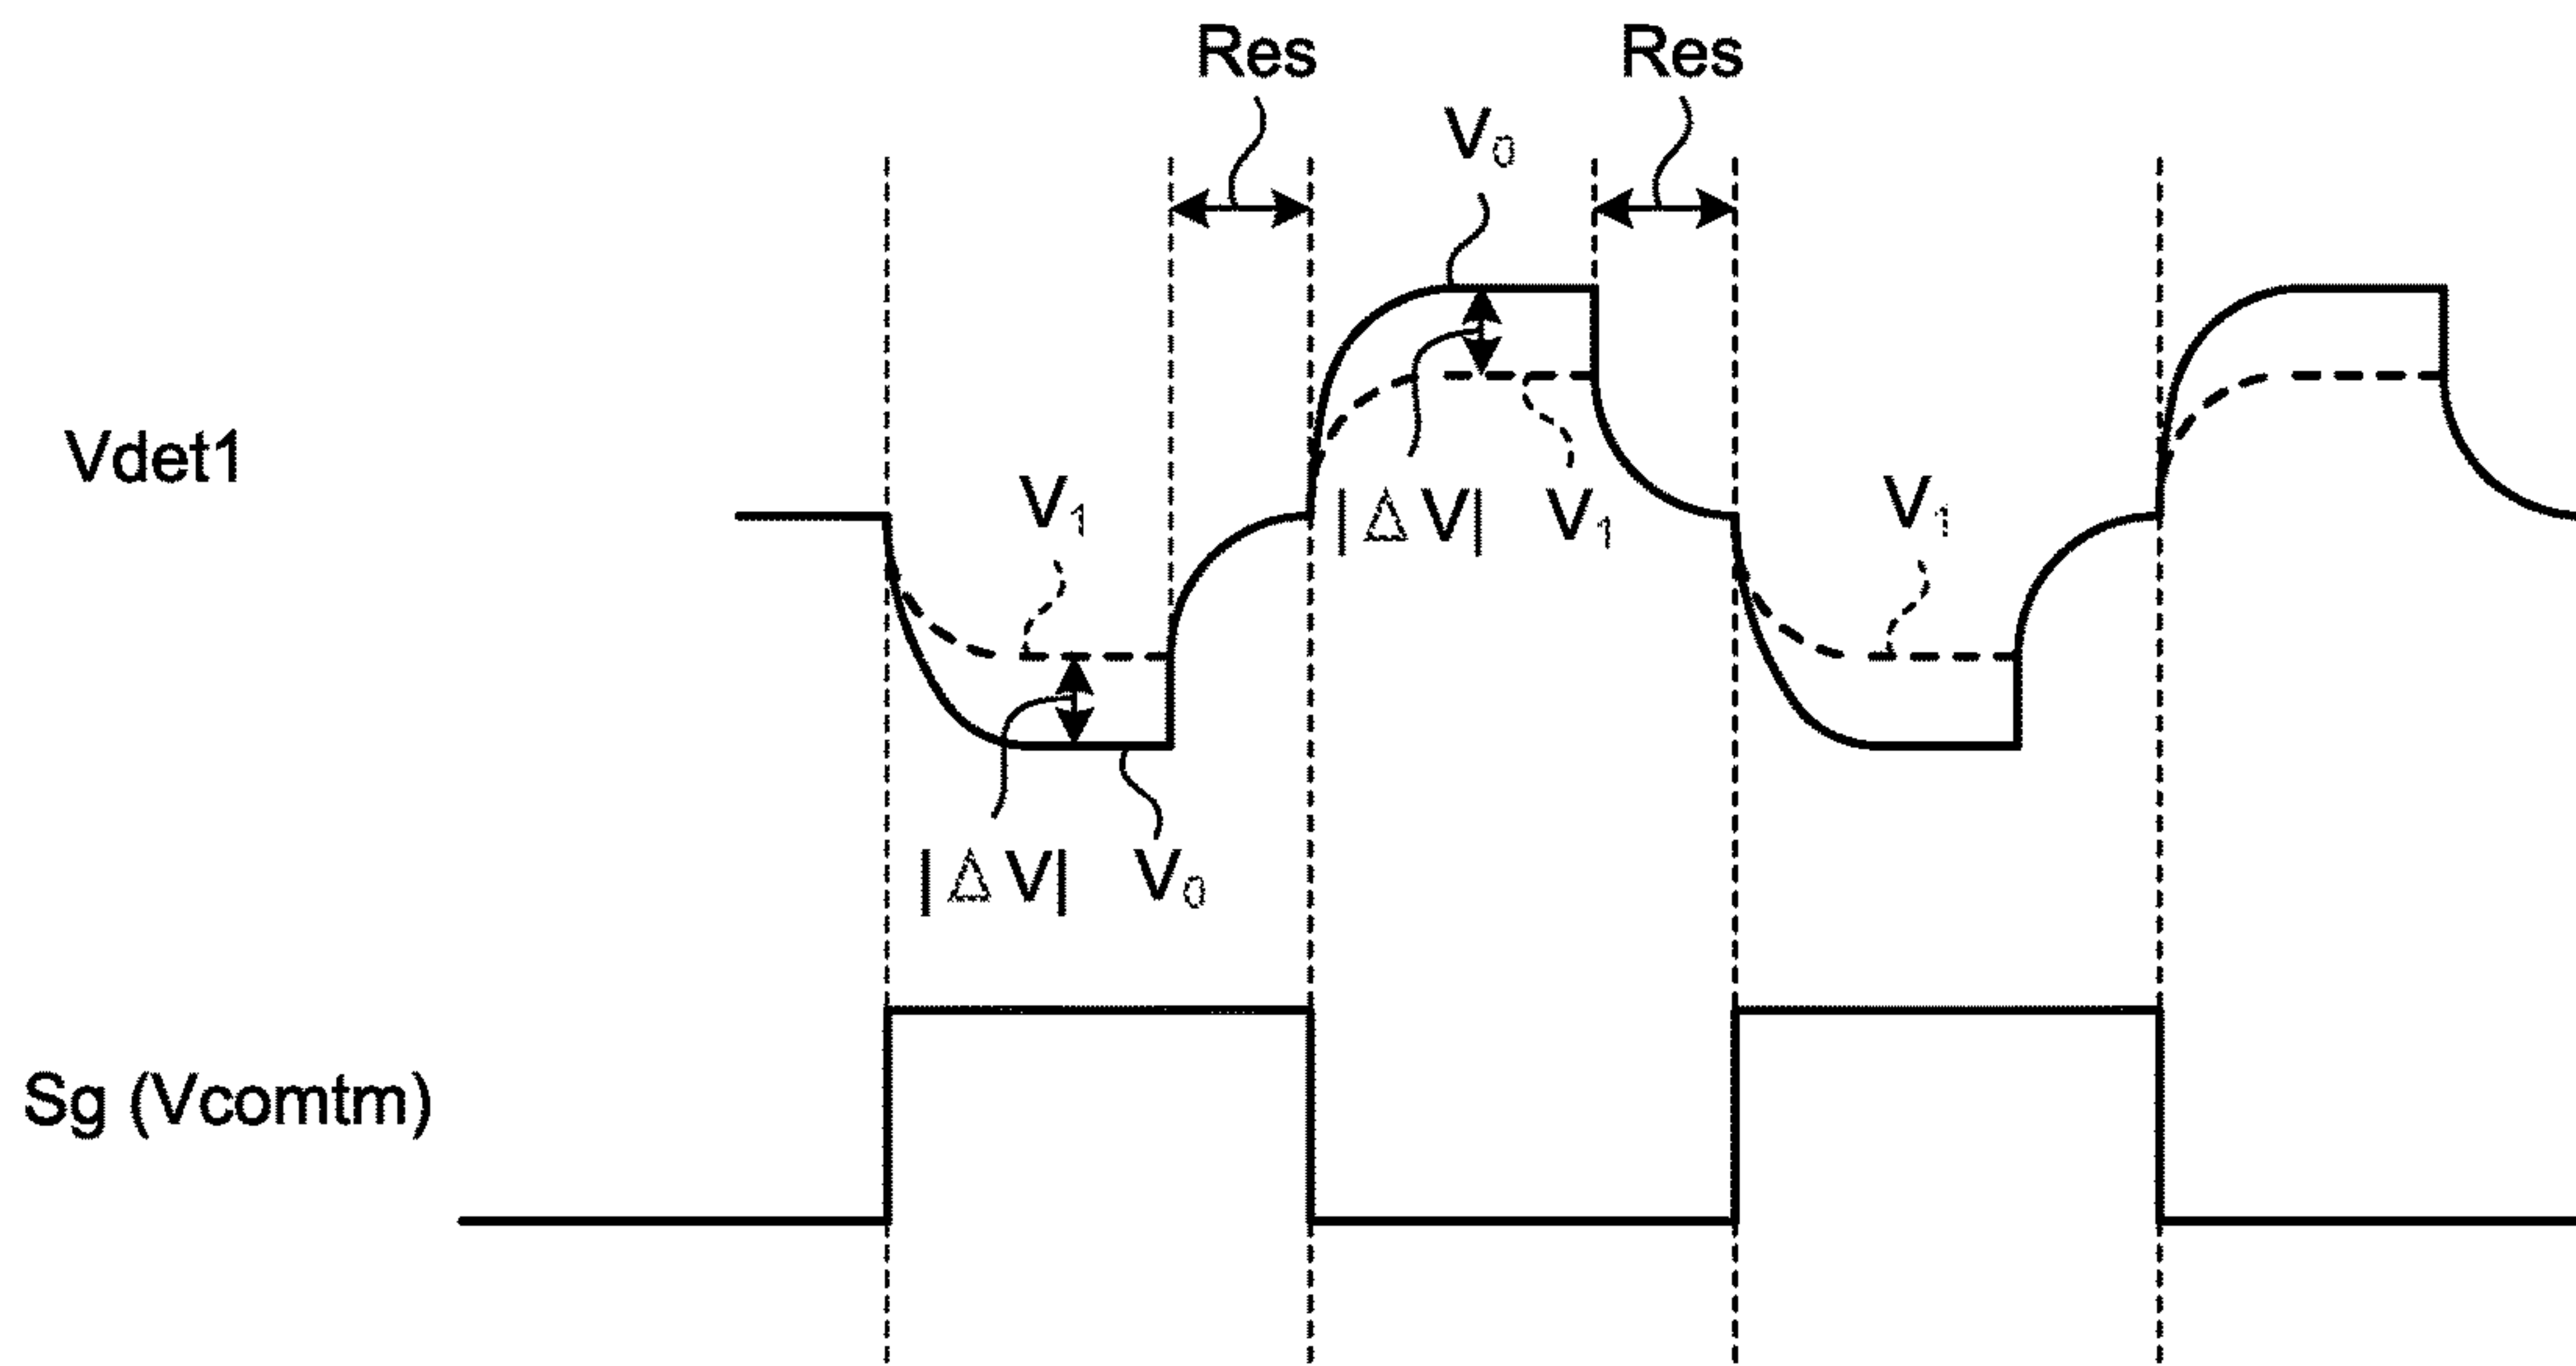 Res Res
V₀
Vdet1
V₁ |ΔV| V₁ V₁
|ΔV| V₀
Sg (Vcomtm)